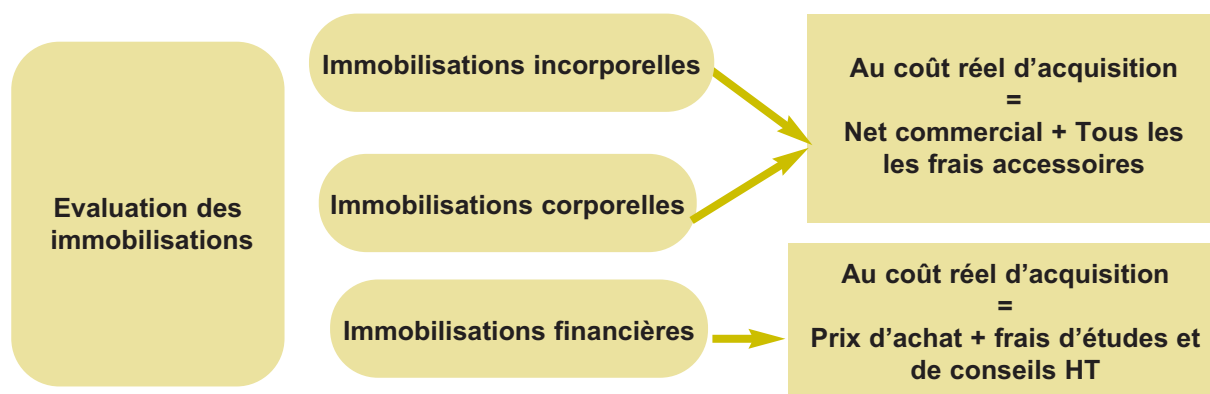 Evaluation des
immobilisations
Immobilisations incorporelles
Immobilisations corporelles
Immobilisations financières
Au coût réel d’acquisition
=
Net commercial + Tous les
les frais accessoires
Au coût réel d’acquisition
=
Prix d’achat + frais d’études et
de conseils HT